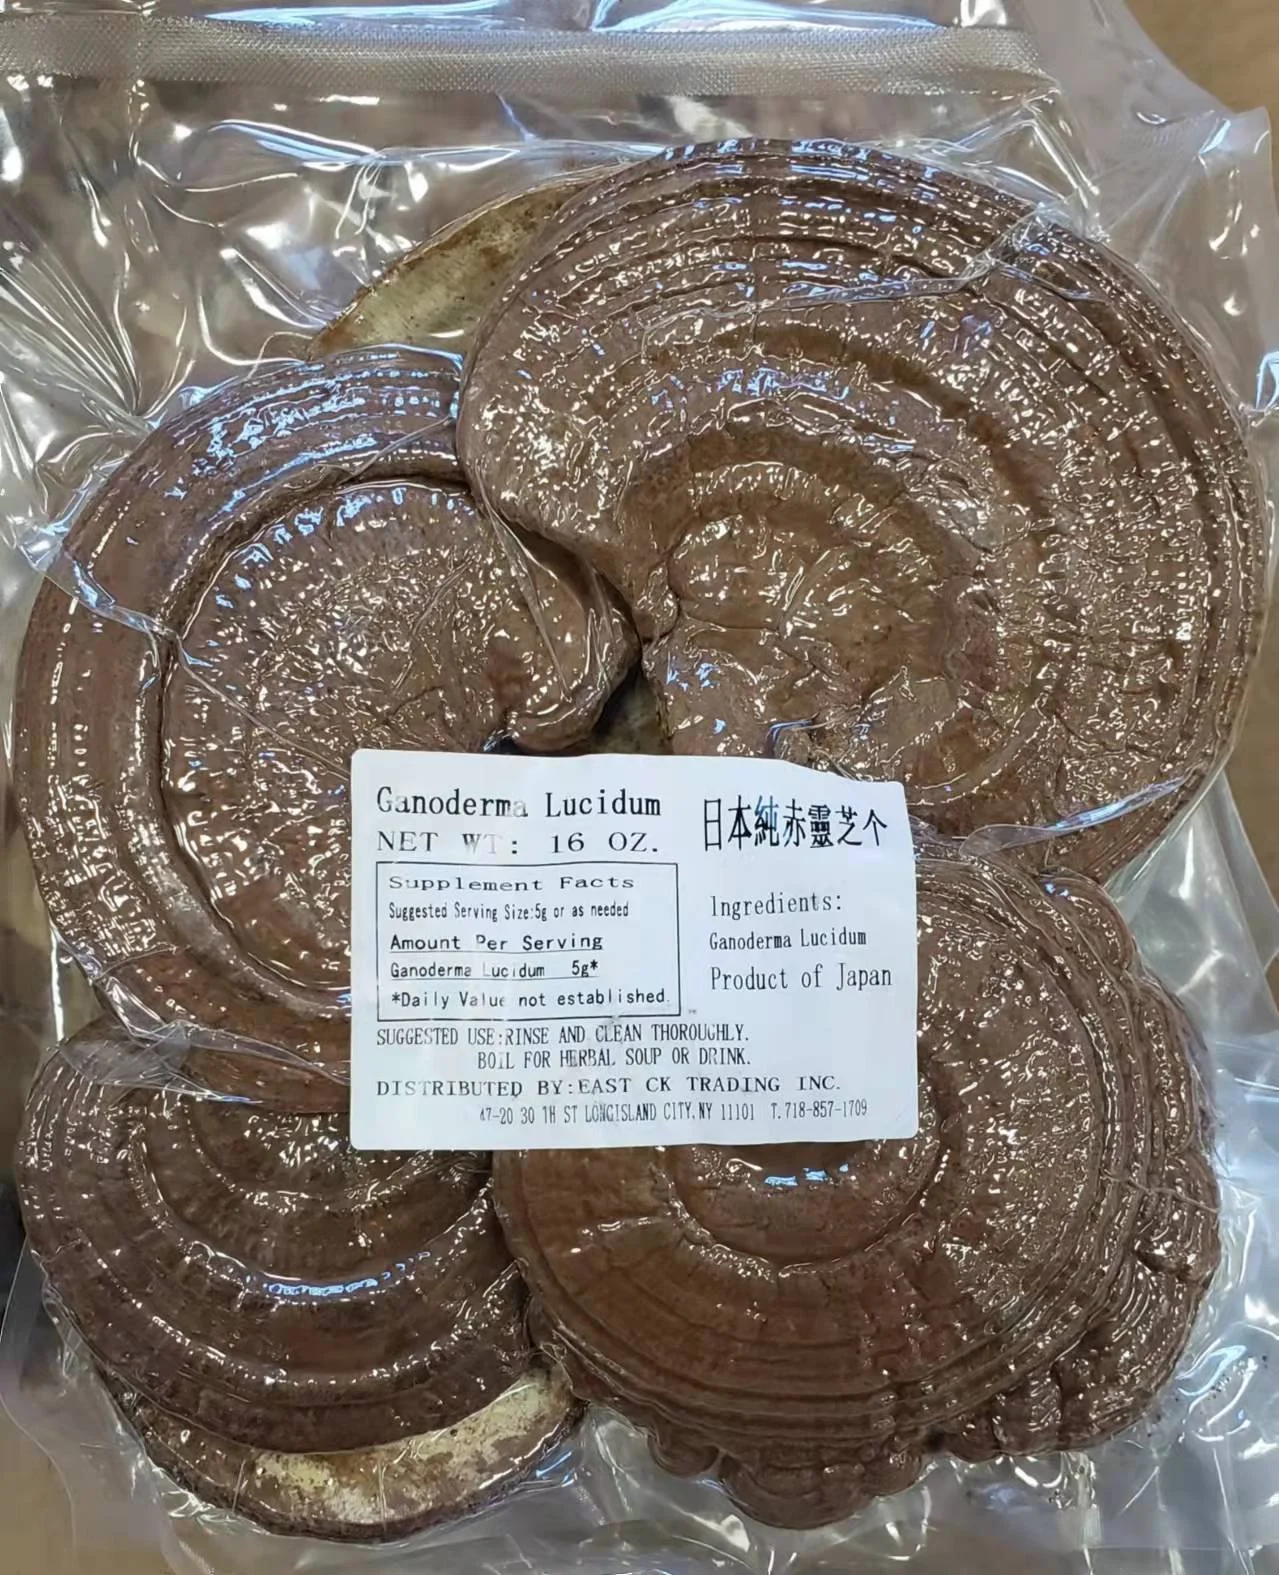 Ganoderma Lucidum
NET WT: 16 OZ.
日本純赤靈芝个
Supplement Facts
Suggested Serving Size:5g or as needed
Amount Per Serving
Ganoderma Lucidum 5g*
*Daily Value not established.
Ingredients:
Ganoderma Lucidum
Product of Japan
SUGGESTED USE:RINSE AND CLEAN THOROUGHLY.
BOIL FOR HERBAL SOUP OR DRINK.
DISTRIBUTED BY:EAST CK TRADING INC.
47-20 30 TH ST LONGISLAND CITY.NY 11101 T.718-857-1709